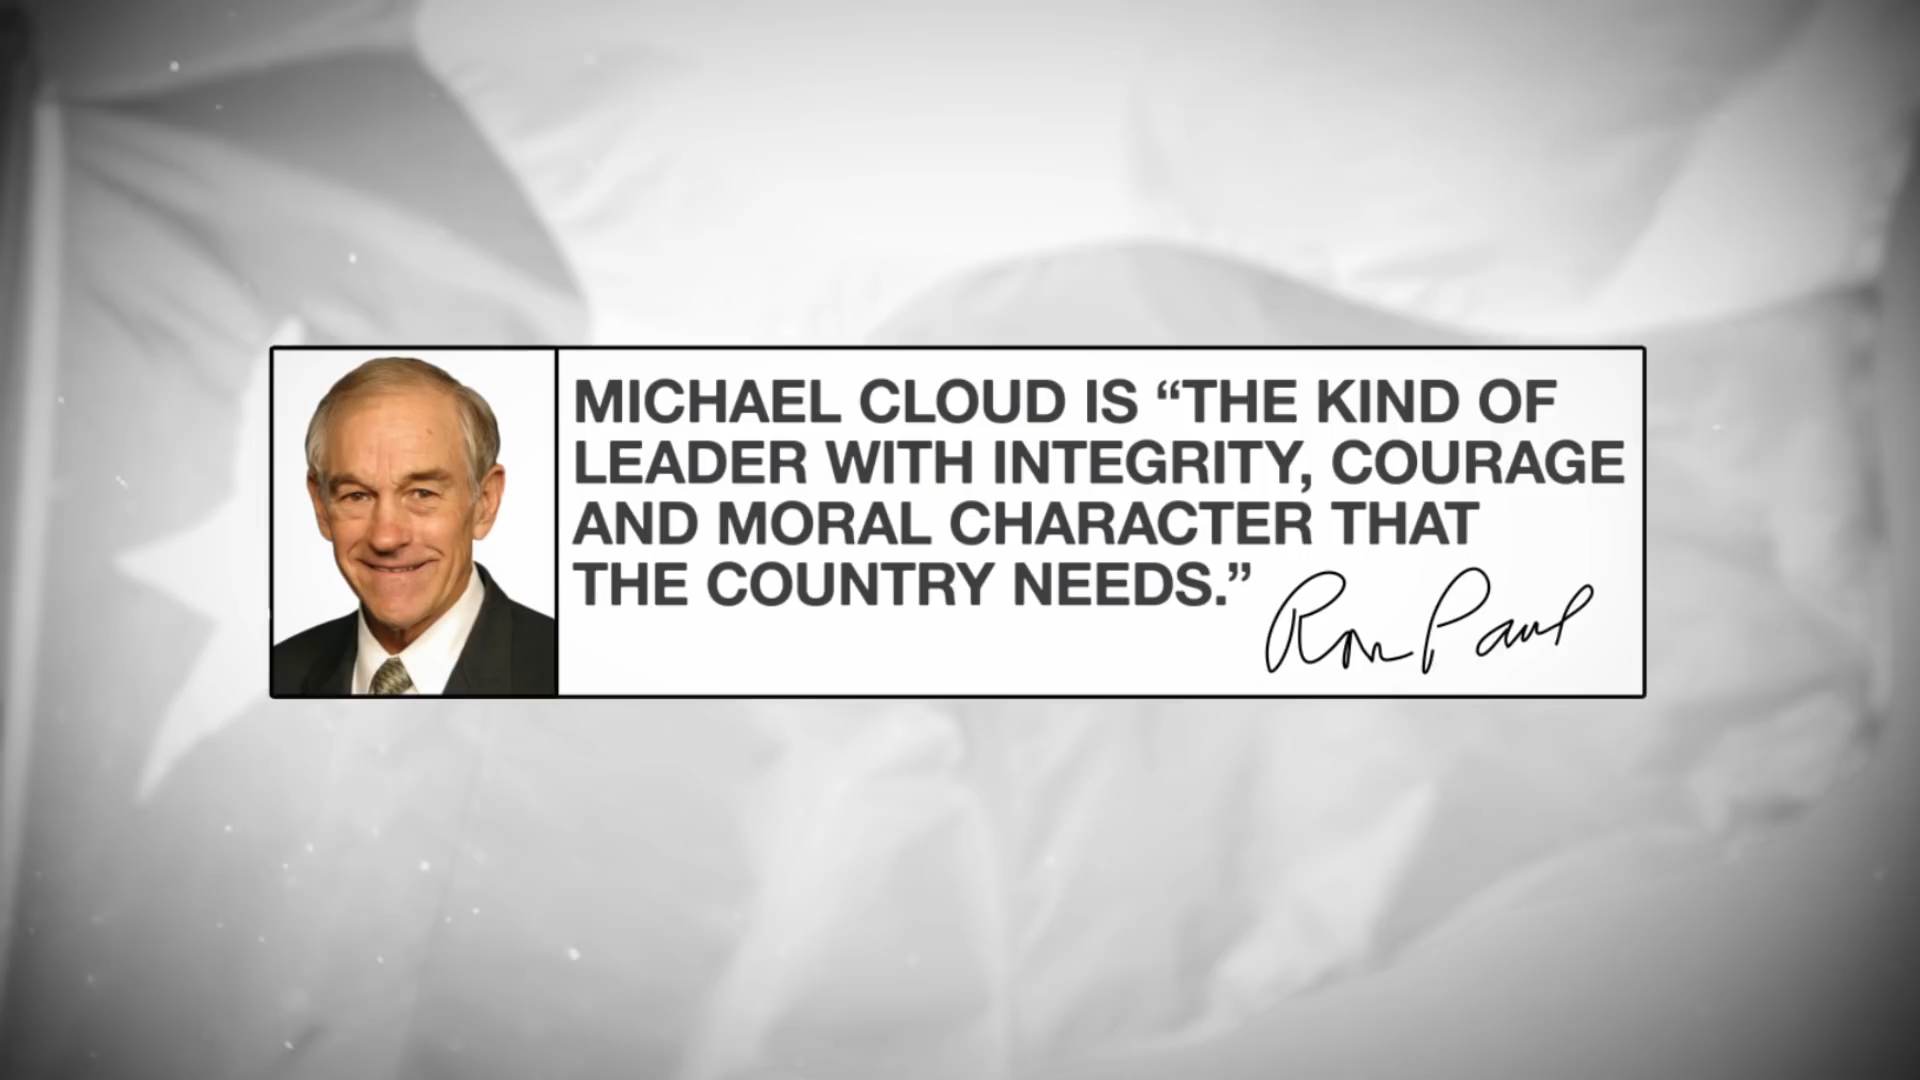 MICHAEL CLOUD IS “THE KIND OF
LEADER WITH INTEGRITY, COURAGE
AND MORAL CHARACTER THAT
THE COUNTRY NEEDS.”
Ron Paul